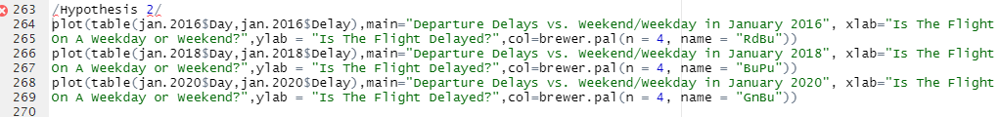 263 /Hypothesis 2/
264 plot(table(jan.2016$Day,jan.2016$Delay),main="Departure Delays vs. Weekend/Weekday in January 2016", xlab="Is The Flight
265 On A Weekday or Weekend?",ylab = "Is The Flight Delayed?",col=brewer.pal(n = 4, name = "RdBu"))
266 plot(table(jan.2018$Day,jan.2018$Delay),main="Departure Delays vs. Weekend/Weekday in January 2018", xlab="Is The Flight
267 On A Weekday or Weekend?",ylab = "Is The Flight Delayed?",col=brewer.pal(n = 4, name = "BuPu"))
268 plot(table(jan.2020$Day,jan.2020$Delay),main="Departure Delays vs. Weekend/Weekday in January 2020", xlab="Is The Flight
269 On A Weekday or Weekend?",ylab = "Is The Flight Delayed?",col=brewer.pal(n = 4, name = "GnBu"))
270